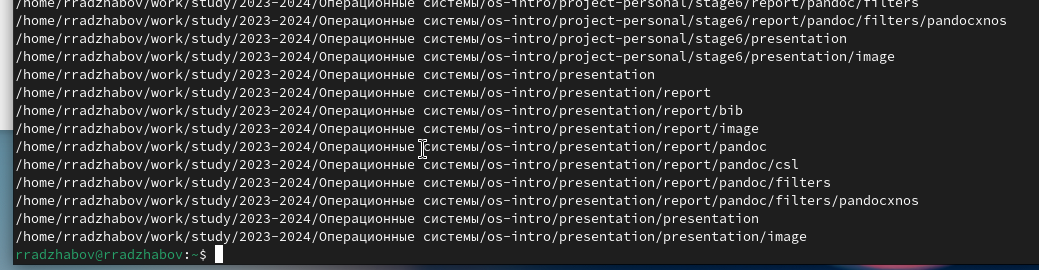 /home/rradzhabov/work/study/2023-2024/Операционные системы/os-intro/project-personal/stage6/report/pandoc/filters
/home/rradzhabov/work/study/2023-2024/Операционные системы/os-intro/project-personal/stage6/report/pandoc/filters/pandocxnos
/home/rradzhabov/work/study/2023-2024/Операционные системы/os-intro/project-personal/stage6/presentation
/home/rradzhabov/work/study/2023-2024/Операционные системы/os-intro/project-personal/stage6/presentation/image
/home/rradzhabov/work/study/2023-2024/Операционные системы/os-intro/presentation
/home/rradzhabov/work/study/2023-2024/Операционные системы/os-intro/presentation/report
/home/rradzhabov/work/study/2023-2024/Операционные системы/os-intro/presentation/report/bib
/home/rradzhabov/work/study/2023-2024/Операционные системы/os-intro/presentation/report/image
/home/rradzhabov/work/study/2023-2024/Операционные системы/os-intro/presentation/report/pandoc
/home/rradzhabov/work/study/2023-2024/Операционные системы/os-intro/presentation/report/pandoc/csl
/home/rradzhabov/work/study/2023-2024/Операционные системы/os-intro/presentation/report/pandoc/filters
/home/rradzhabov/work/study/2023-2024/Операционные системы/os-intro/presentation/report/pandoc/filters/pandocxnos
/home/rradzhabov/work/study/2023-2024/Операционные системы/os-intro/presentation/presentation
/home/rradzhabov/work/study/2023-2024/Операционные системы/os-intro/presentation/presentation/image
rradzhabov@rradzhabov:~$